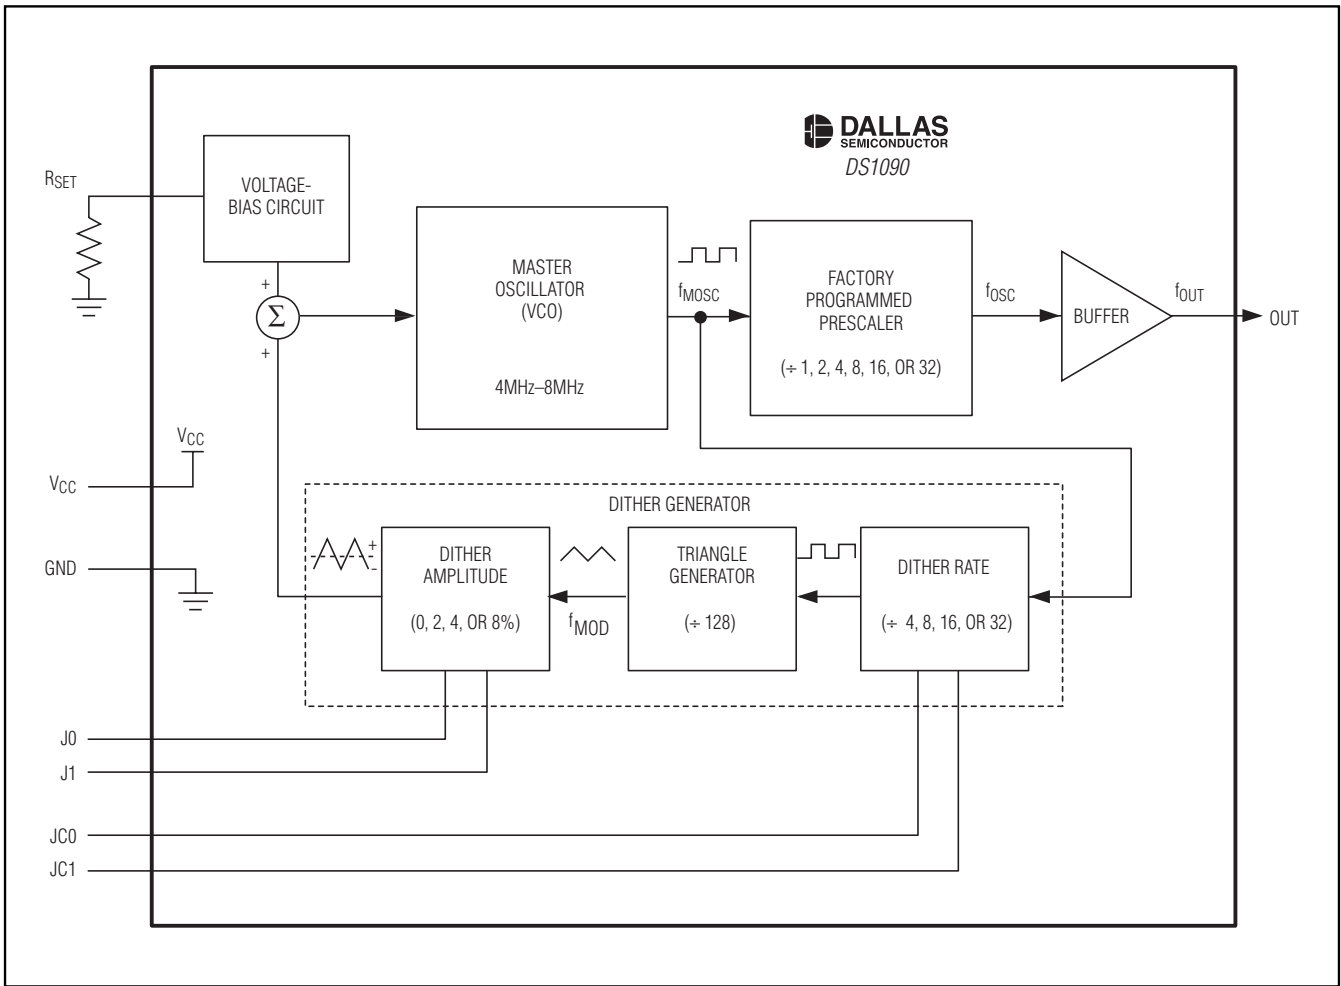 DALLAS
SEMICONDUCTOR
DS1090
RSET
VOLTAGE-
BIAS CIRCUIT
+
Σ
+
MASTER
OSCILLATOR
(VCO)
4MHz–8MHz
fMOSC
FACTORY
PROGRAMMED
PRESCALER
(÷ 1, 2, 4, 8, 16, OR 32)
fOSC
BUFFER
fOUT
OUT
VCC
VCC
GND
DITHER GENERATOR
+
-
DITHER
AMPLITUDE
(0, 2, 4, OR 8%)
fMOD
TRIANGLE
GENERATOR
(÷ 128)
DITHER RATE
(÷ 4, 8, 16, OR 32)
J0
J1
JC0
JC1